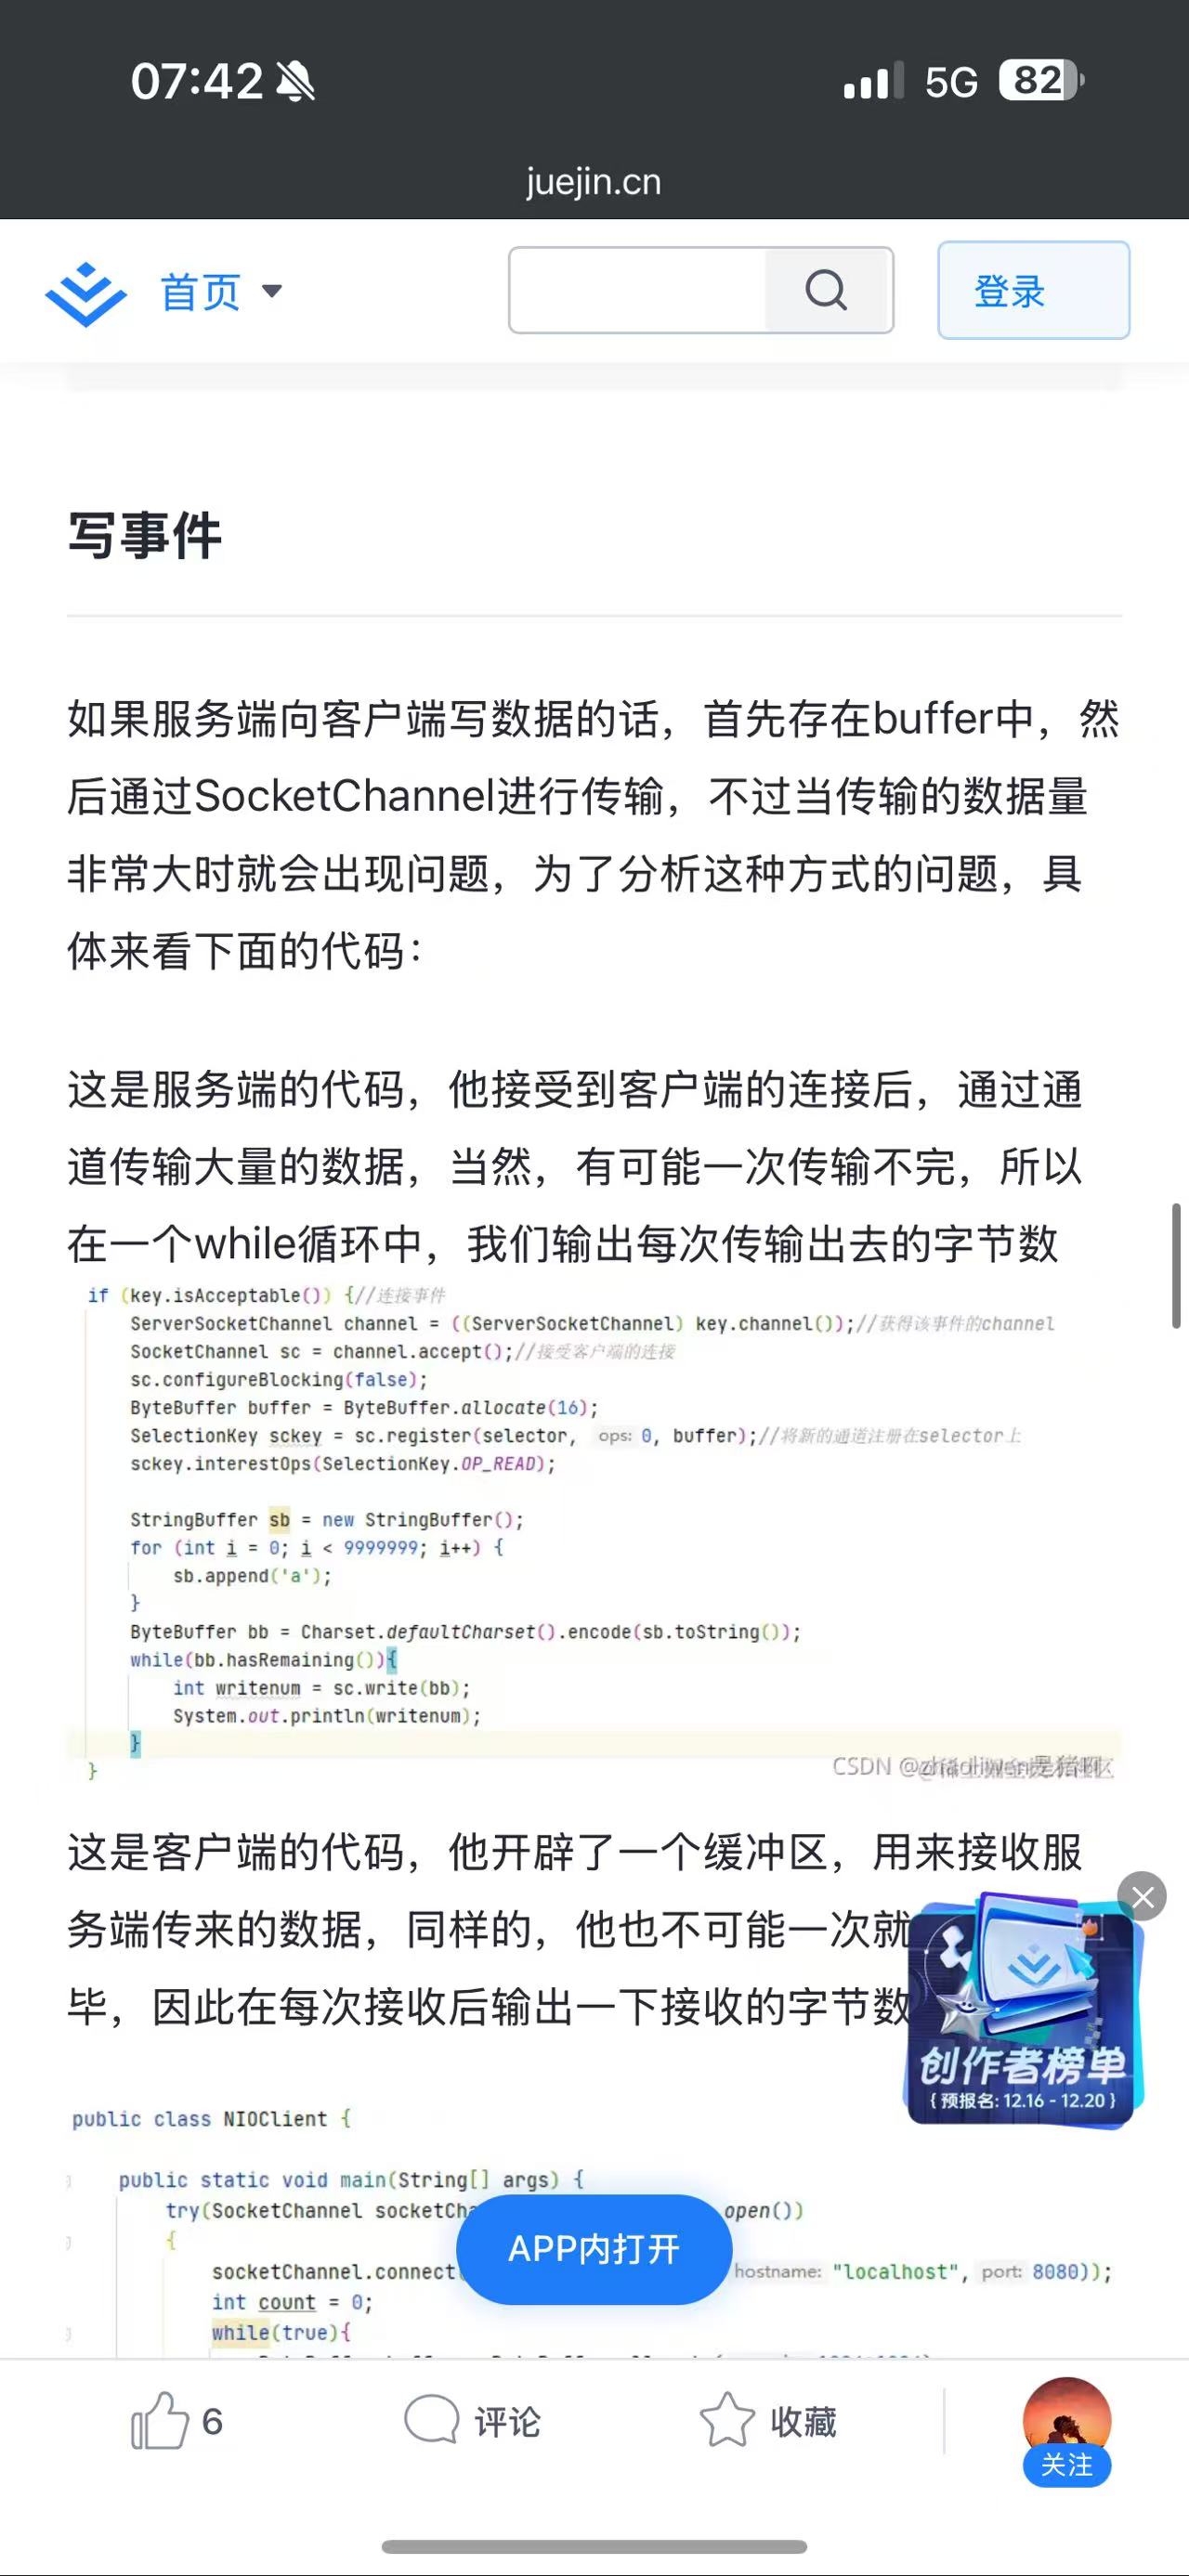 07:42
5G 82
juejin.cn
首页
登录
写事件
如果服务端向客户端写数据的话，首先存在buffer中，然
后通过SocketChannel进行传输，不过当传输的数据量
非常大时就会出现问题，为了分析这种方式的问题，具
体来看下面的代码：
这是服务端的代码，他接受到客户端的连接后，通过通
道传输大量的数据，当然，有可能一次传输不完，所以
在一个while循环中，我们输出每次传输出去的字节数
if (key.isAcceptable()) {//连接事件
ServerSocketChannel channel = ((ServerSocketChannel) key.channel());//获得该事件的channel
SocketChannel sc = channel.accept();//接受客户端的连接
sc.configureBlocking(false);
ByteBuffer buffer = ByteBuffer.allocate(16);
SelectionKey sckey = sc.register(selector, ops: 0, buffer);//将新的通道注册在selector上
sckey.interestOps(SelectionKey.OP_READ);
StringBuffer sb = new StringBuffer();
for (int i = 0; i < 9999999; i++) {
sb.append('a');
}
ByteBuffer bb = Charset.defaultCharset().encode(sb.toString());
while(bb.hasRemaining()){
int writenum = sc.write(bb);
System.out.println(writenum);
}
}
CSDN
这是客户端的代码，他开辟了一个缓冲区，用来接收服
务端传来的数据，同样的，他也不可能一次就
毕，因此在每次接收后输出一下接收的字节数
创作者榜单
{ 预报名: 12.16 - 12.20 }
public class NIOClient {
public static void main(String[] args) {
try(SocketChannel socketCh open())
{
APP内打开
socketChannel.connect( hostname: "localhost", port: 8080));
int count = 0;
while(true){
6 评论 收藏
关注